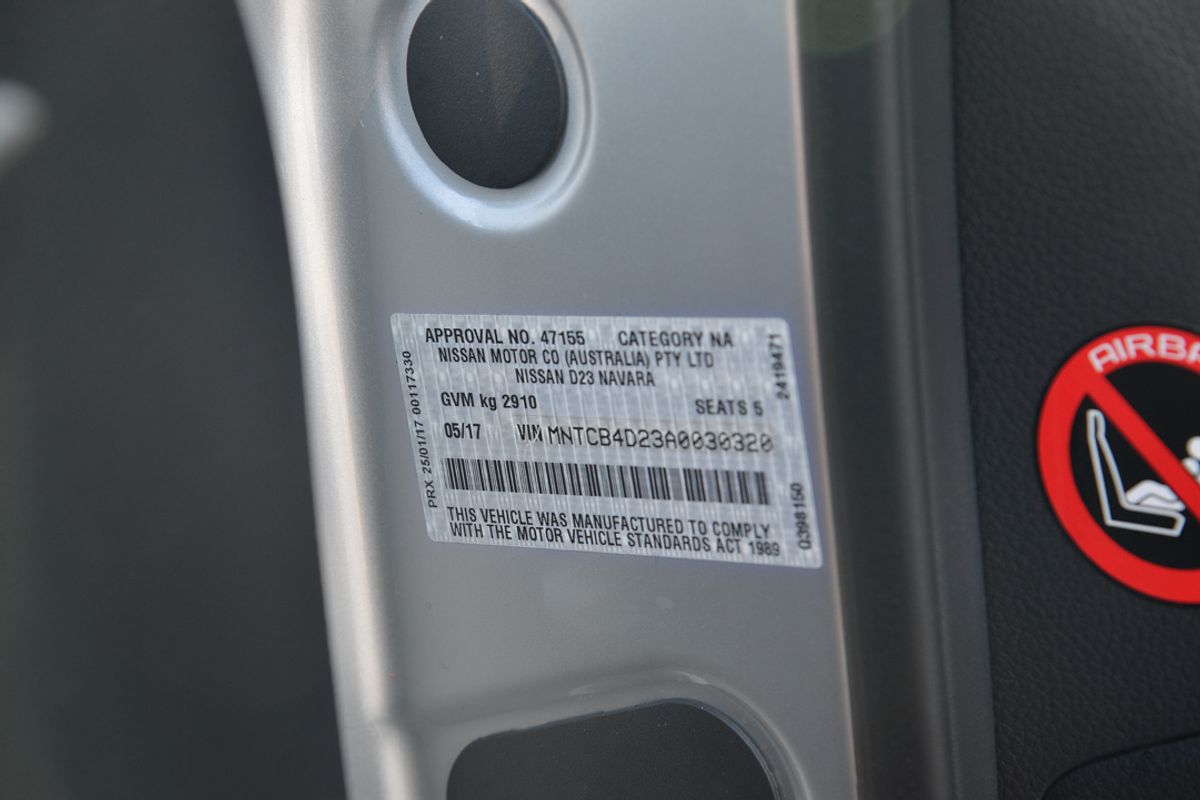 APPROVAL NO. 47155 CATEGORY NA
NISSAN MOTOR CO (AUSTRALIA) PTY LTD
NISSAN D23 NAVARA
GVM kg 2910 SEATS 5
05/17 VIN MNTCB4D23A0030320
THIS VEHICLE WAS MANUFACTURED TO COMPLY
WITH THE MOTOR VEHICLE STANDARDS ACT 1989
PRX 25/01/17 00117330
2419471
0398150